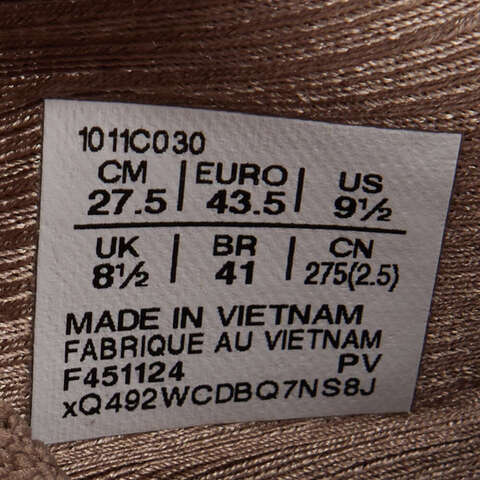 1011C030
CM | EURO | US
27.5 | 43.5 | 9½
UK | BR | CN
8½ | 41 | 275(2.5)
MADE IN VIETNAM
FABRIQUE AU VIETNAM
F451124 PV
xQ492WCDBQ7NS8J